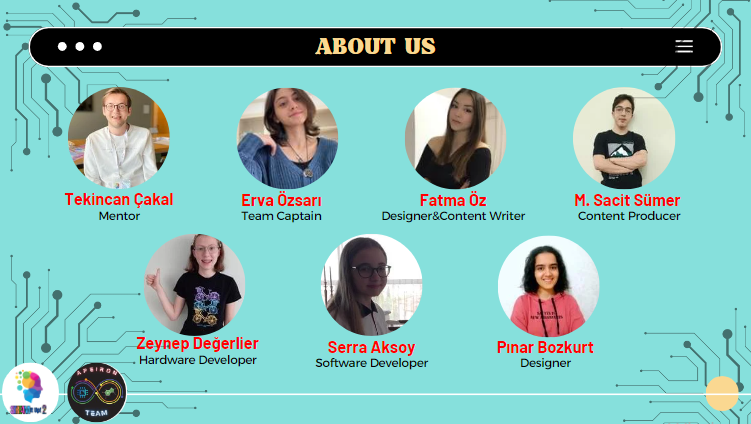 ABOUT US
Tekincan Çakal
Mentor
Erva Özsarı
Team Captain
Fatma Öz
Designer&Content Writer
M. Sacit Sümer
Content Producer
Zeynep Değerlier
Hardware Developer
Serra Aksoy
Software Developer
Pınar Bozkurt
Designer
APEIRON
TEAM